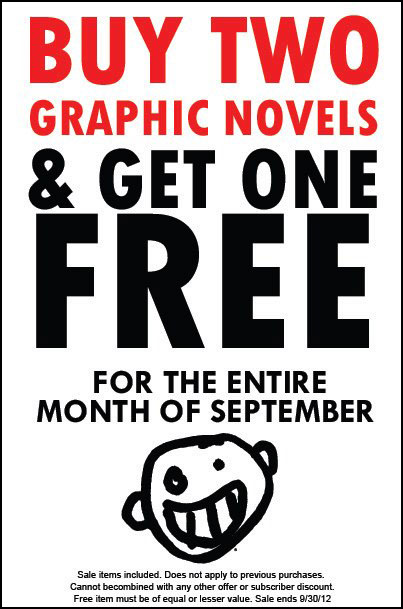 BUY TWO
GRAPHIC NOVELS
& GET ONE
FREE
FOR THE ENTIRE
MONTH OF SEPTEMBER
Sale items included. Does not apply to previous purchases.
Cannot becombined with any other offer or subscriber discount.
Free item must be of equal or lesser value. Sale ends 9/30/12